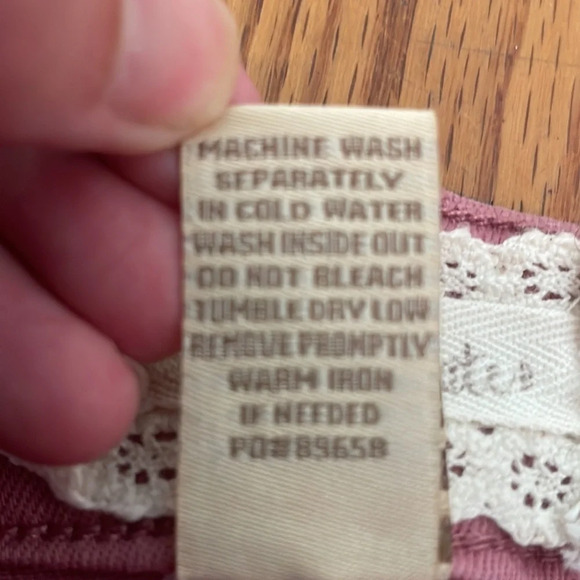 MACHINE WASH
SEPARATELY
IN COLD WATER
WASH INSIDE OUT
DO NOT BLEACH
TUMBLE DRY LOW
REMOVE PROMPTLY
WARM IRON
IF NEEDED
PO#89658